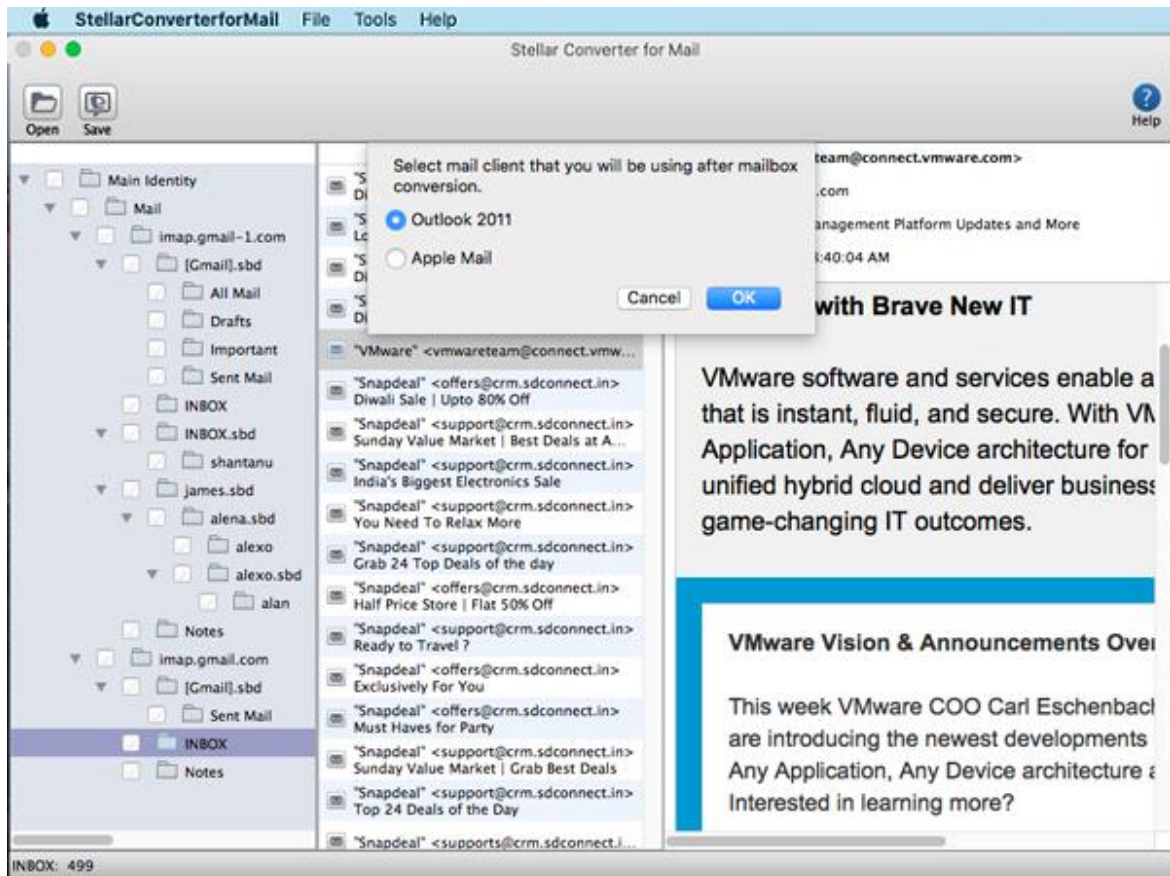 StellarConverterforMail File Tools Help
Stellar Converter for Mail
Open Save
? Help
Main Identity
Mail
imap.gmail-1.com
[Gmail].sbd
All Mail
Drafts
Important
Sent Mail
INBOX
INBOX.sbd
shantanu
james.sbd
alena.sbd
alexo
alexo.sbd
alan
Notes
imap.gmail.com
[Gmail].sbd
Sent Mail
INBOX
Notes
"S
Di
"S
Lo
"S
Di
"S
Di
"VMware" <vmwareteam@connect.vmw...
"Snapdeal" <offers@crm.sdconnect.in>
Diwali Sale | Upto 80% Off
"Snapdeal" <support@crm.sdconnect.in>
Sunday Value Market | Best Deals at A...
"Snapdeal" <support@crm.sdconnect.in>
India's Biggest Electronics Sale
"Snapdeal" <support@crm.sdconnect.in>
You Need To Relax More
"Snapdeal" <support@crm.sdconnect.in>
Grab 24 Top Deals of the day
"Snapdeal" <offers@crm.sdconnect.in>
Half Price Store | Flat 50% Off
"Snapdeal" <support@crm.sdconnect.in>
Ready to Travel ?
"Snapdeal" <offers@crm.sdconnect.in>
Exclusively For You
"Snapdeal" <offers@crm.sdconnect.in>
Must Haves for Party
"Snapdeal" <support@crm.sdconnect.in>
Sunday Value Market | Grab Best Deals
"Snapdeal" <support@crm.sdconnect.in>
Top 24 Deals of the Day
"Snapdeal" <supports@crm.sdconnect.i...
Select mail client that you will be using after mailbox
conversion.
Outlook 2011
Apple Mail
Cancel OK
team@connect.vmware.com>
.com
anagement Platform Updates and More
:40:04 AM
with Brave New IT
VMware software and services enable a
that is instant, fluid, and secure. With VM
Application, Any Device architecture for
unified hybrid cloud and deliver business
game-changing IT outcomes.
VMware Vision & Announcements Over
This week VMware COO Carl Eschenbach
are introducing the newest developments
Any Application, Any Device architecture a
Interested in learning more?
INBOX: 499